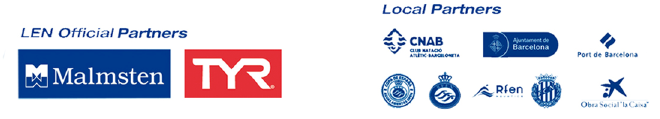 LEN Official Partners
Malmsten
TYR
Local Partners
CNAB
CLUB NATACIÓ
ATLÈTIC-BARCELONETA
Ajuntament de
Barcelona
Port de Barcelona
Rfen
Obra Social "la Caixa"